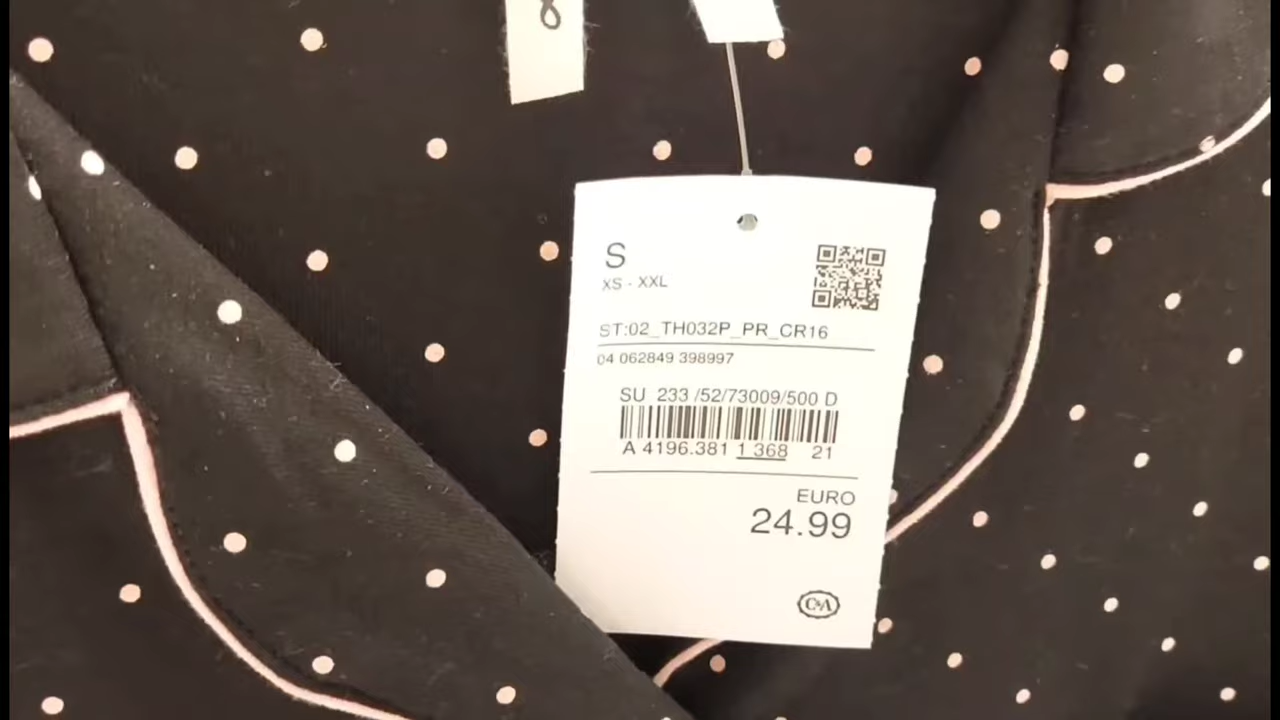 8
S
XS - XXL
ST:02_TH032P_PR_CR16
04 062849 398997
SU 233 /52/73009/500 D
A 4196.381 1 368 21
EURO
24.99
C&A